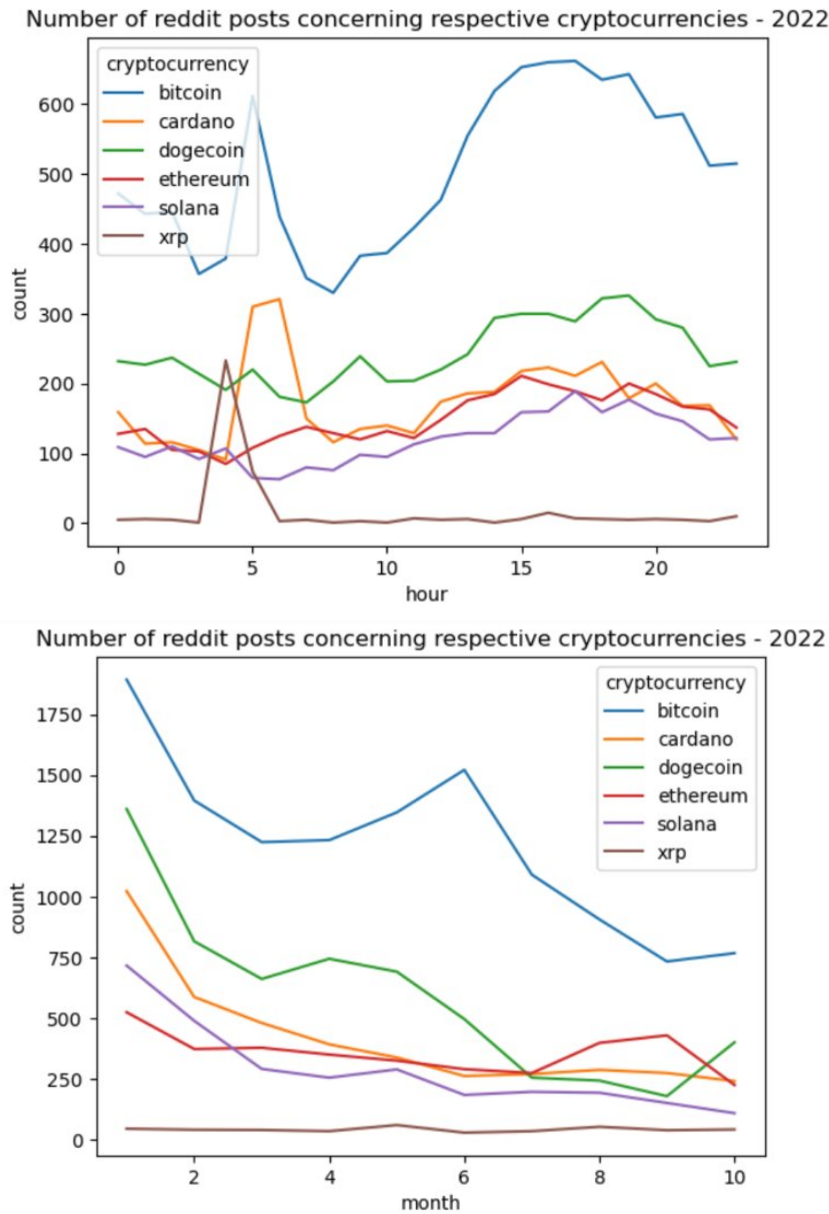 Number of reddit posts concerning respective cryptocurrencies - 2022
cryptocurrency
bitcoin
cardano
dogecoin
ethereum
solana
xrp
600
500
400
300
200
100
0
count
0 5 10 15 20
hour
Number of reddit posts concerning respective cryptocurrencies - 2022
cryptocurrency
bitcoin
cardano
dogecoin
ethereum
solana
xrp
1750
1500
1250
1000
750
500
250
0
count
2 4 6 8 10
month